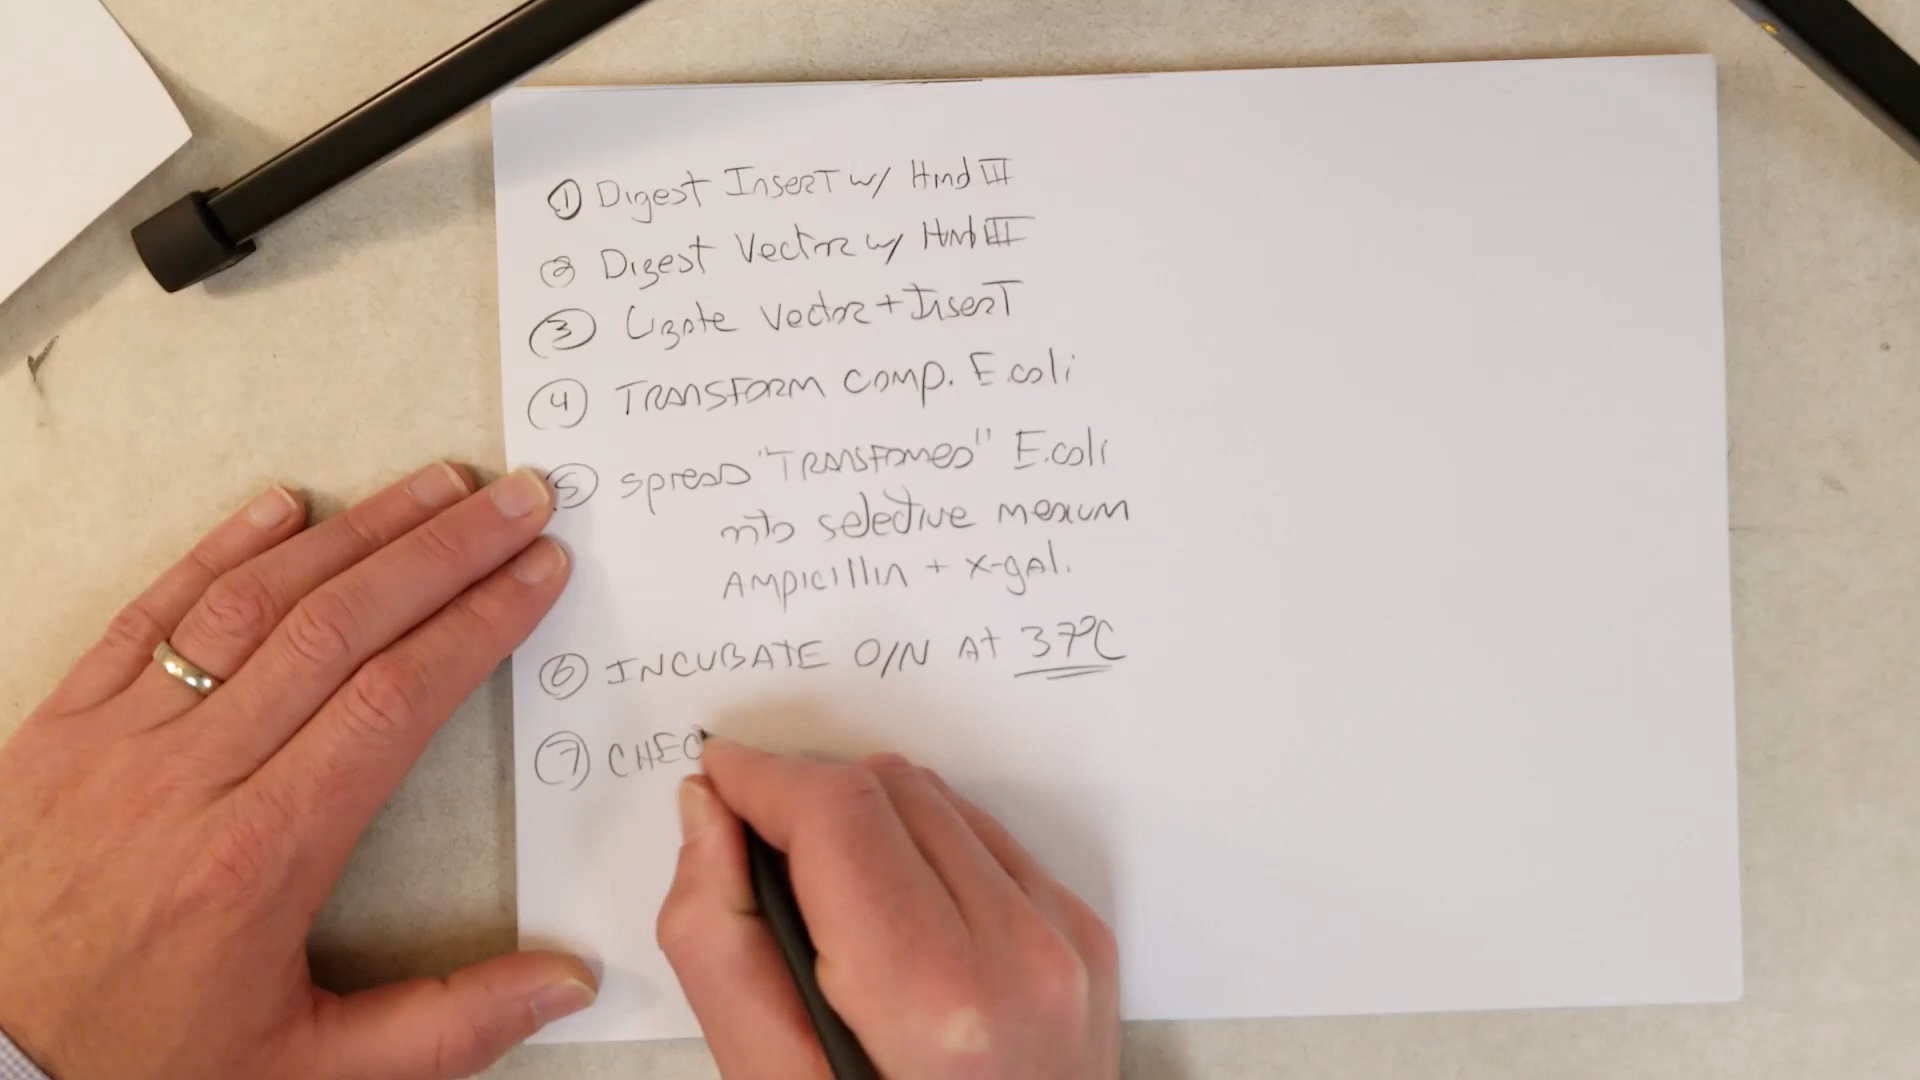 ① Digest Insert w/ Hind III
② Digest Vector w/ Hind III
③ Ligate Vector + Insert
④ TRANSFORM comp. E.coli
⑤ spread "TRANSFORMED" E.coli
onto selective medium
AMPICIllin + X-gal.
⑥ INCUBATE O/N At 37°C
⑦ CHEC